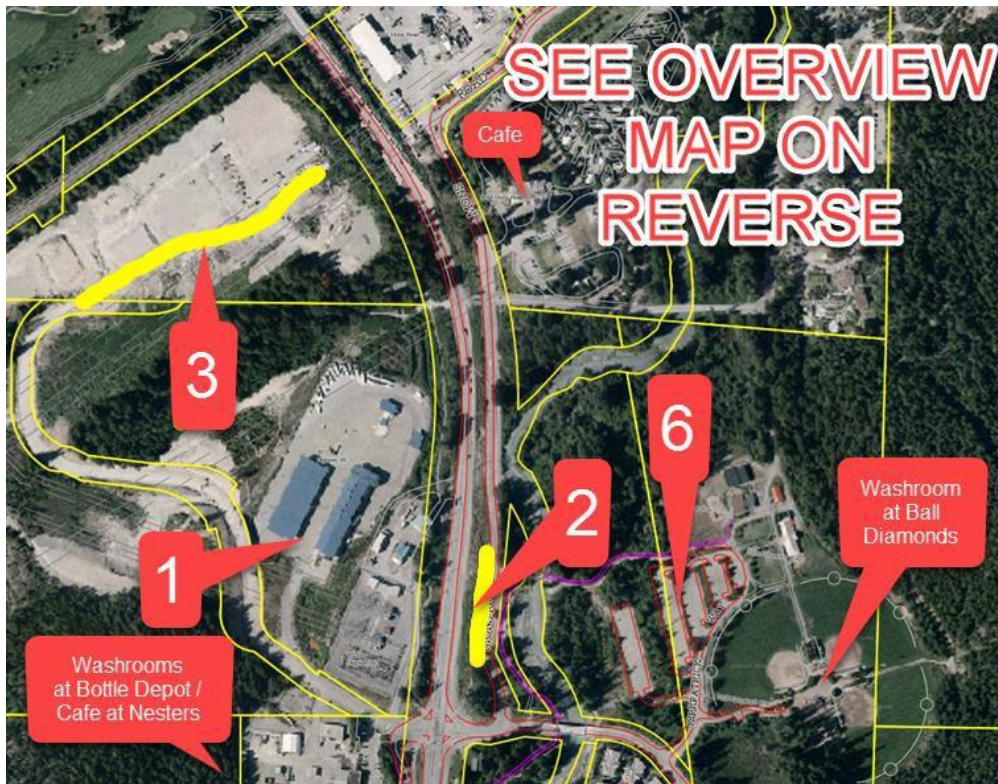 SEE OVERVIEW
MAP ON
REVERSE
ROAD
Cafe
3
6
2
Washroom
at Ball
Diamonds
1
Washrooms
at Bottle Depot /
Cafe at Nesters